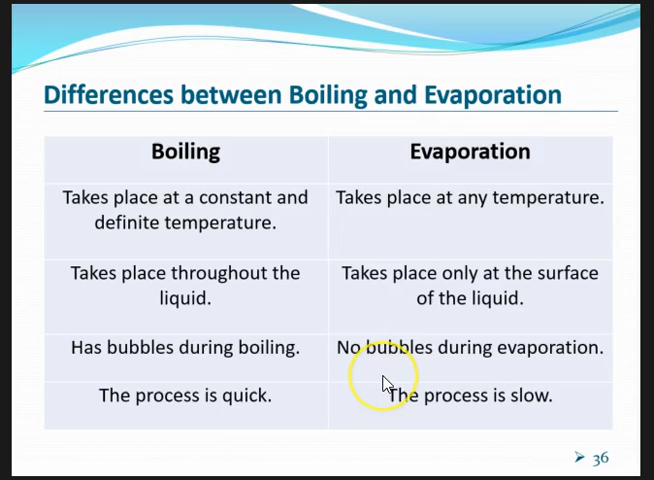 Differences between Boiling and Evaporation
Boiling
Evaporation
Takes place at a constant and
definite temperature.
Takes place at any temperature.
Takes place throughout the
liquid.
Takes place only at the surface
of the liquid.
Has bubbles during boiling.
No bubbles during evaporation.
The process is quick.
The process is slow.
36